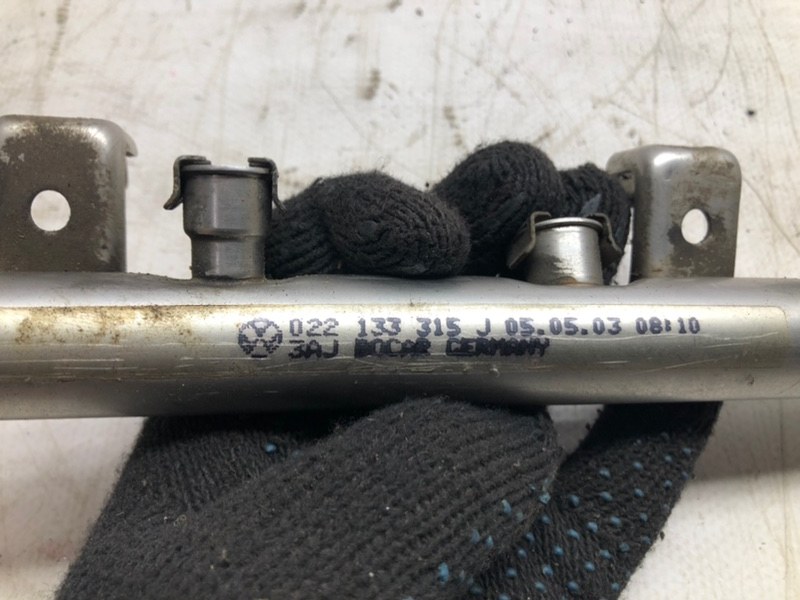 022 133 315 J 05.05.03 08:10
3AJ BOCAR GERMANY